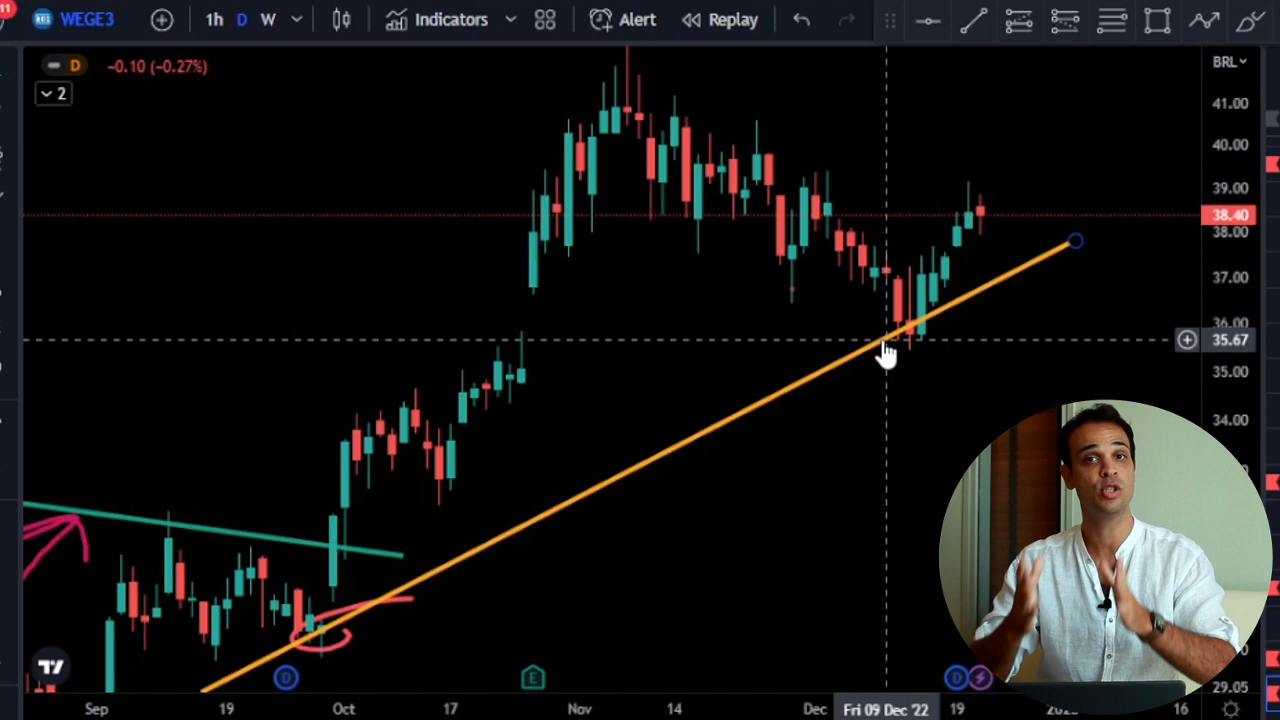 11
WEGE3
1h D W
Indicators
Alert
Replay
D −0.10 (−0.27%)
BRL
2
41.00
40.00
39.00
38.40
38.00
37.00
36.00
35.67
35.00
34.00
29.05
D
E
D
Sep
19
Oct
17
Nov
14
Dec
Fri 09 Dec '22
19
16